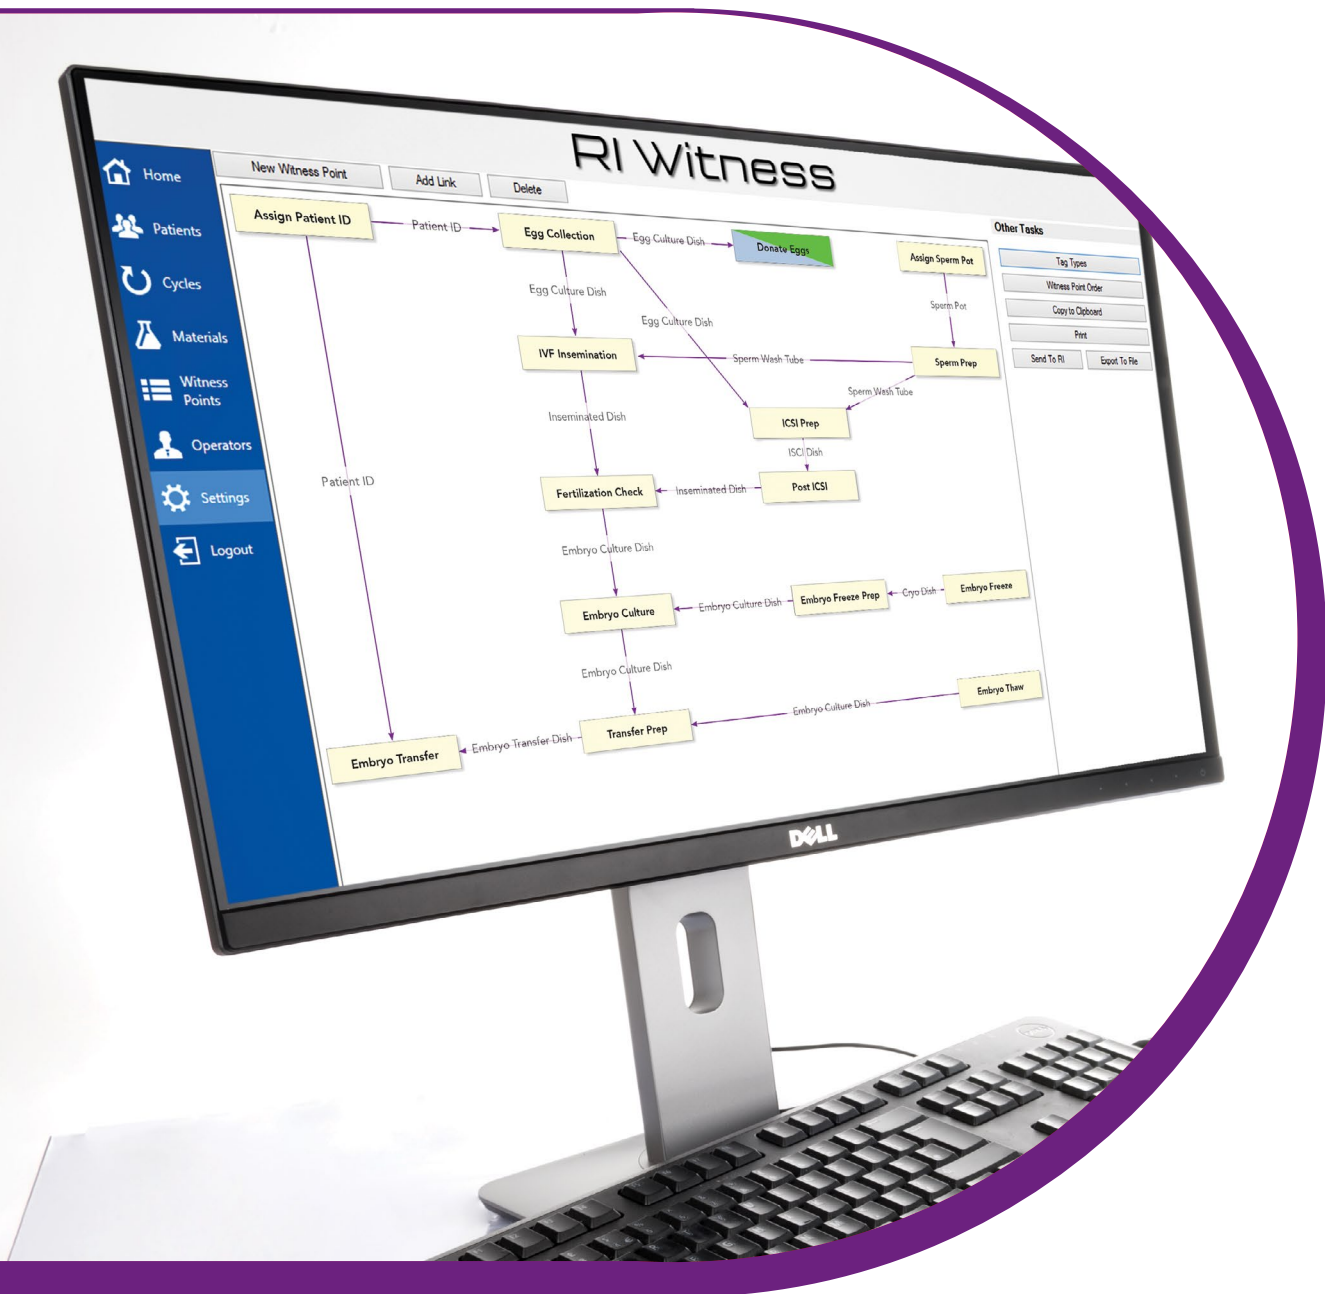 RI Witness
Home
Patients
Cycles
Materials
Witness
Points
Operators
Settings
Logout
New Witness Point
Add Link
Delete
Assign Patient ID
Patient ID
Egg Collection
Egg Culture Dish
Donate Eggs
Assign Sperm Pot
Egg Culture Dish
Egg Culture Dish
Sperm Pot
IVF Insemination
Sperm Wash Tube
Sperm Prep
Sperm Wash Tube
Inseminated Dish
ICSI Prep
ISCI Dish
Patient ID
Fertilization Check
Inseminated Dish
Post ICSI
Embryo Culture Dish
Embryo Culture
Embryo Culture Dish
Embryo Freeze Prep
Cryo Dish
Embryo Freeze
Embryo Culture Dish
Embryo Thaw
Embryo Culture Dish
Transfer Prep
Embryo Transfer Dish
Embryo Transfer
Other Tasks
Tag Types
Witness Point Order
Copy to Clipboard
Print
Send To RI
Export To File
DELL